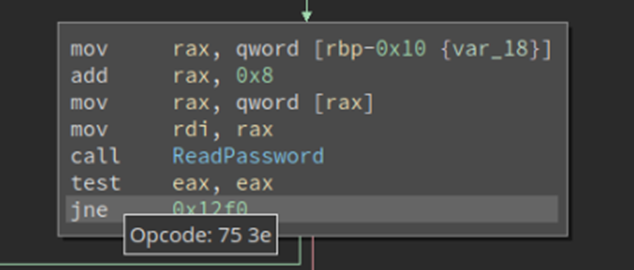 mov rax, qword [rbp-0x10 {var_18}]
add rax, 0x8
mov rax, qword [rax]
mov rdi, rax
call ReadPassword
test eax, eax
jne 0x12f0
Opcode: 75 3e